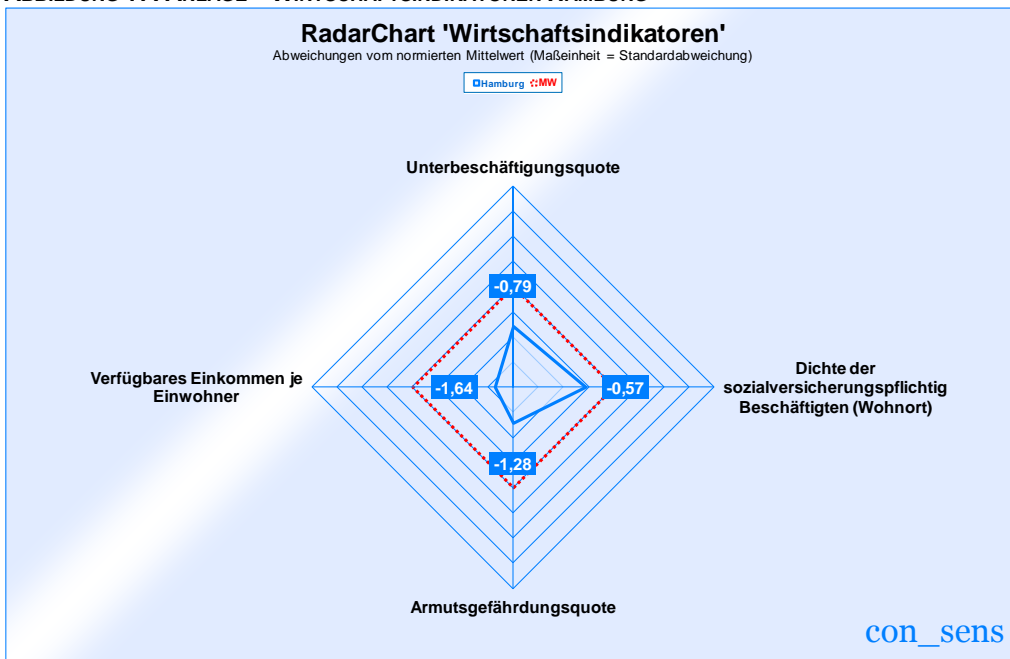 RadarChart 'Wirtschaftsindikatoren'
Abweichungen vom normierten Mittelwert (Maßeinheit = Standardabweichung)
Hamburg MW
Unterbeschäftigungsquote
-0,79
Verfügbares Einkommen je
Einwohner
-1,64
-0,57
Dichte der
sozialversicherungspflichtig
Beschäftigten (Wohnort)
-1,28
Armutsgefährdungsquote
con_sens